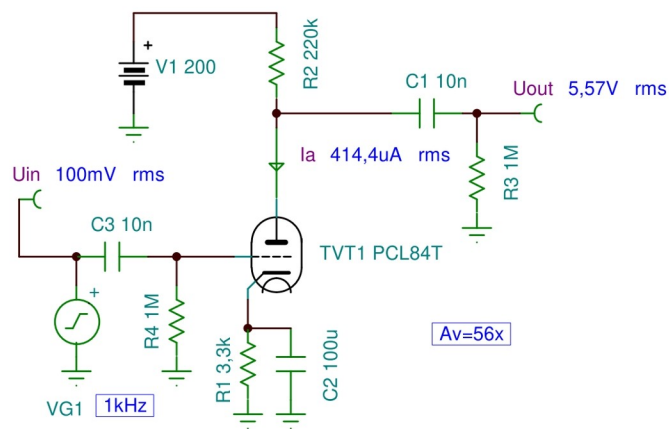 +
V1 200
R2 220k
C1 10n
Uout 5,57V rms
Ia 414,4uA rms
R3 1M
Uin 100mV rms
C3 10n
TVT1 PCL84T
+
R4 1M
R1 3,3k
C2 100u
Av=56x
VG1 1kHz